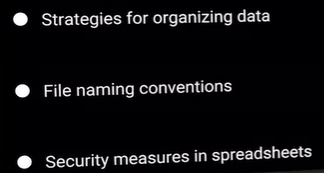 Strategies for organizing data
File naming conventions
Security measures in spreadsheets